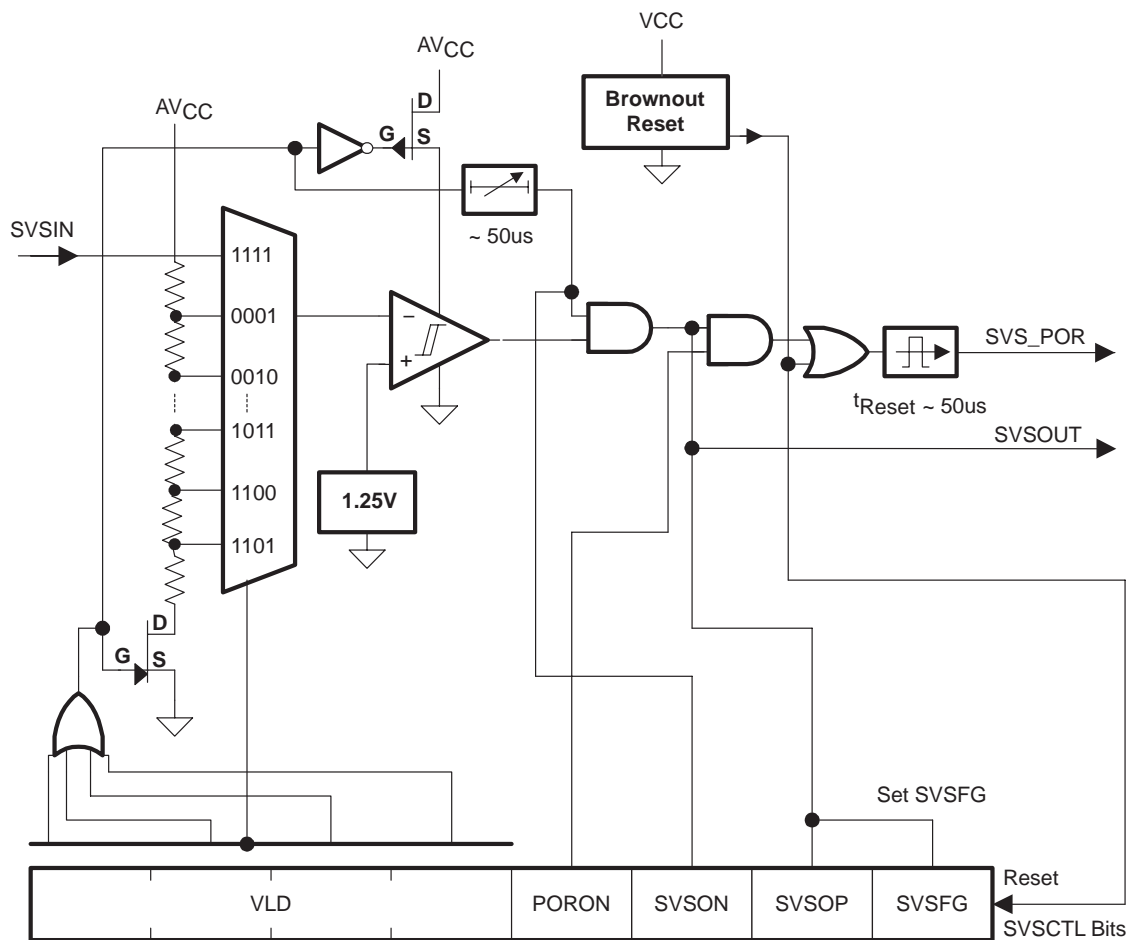 VCC
AVCC
Brownout
Reset
D
G
S
AVCC
~ 50us
SVSIN
1111
0001
0010
1011
1100
1101
−
+
1.25V
SVS_POR
tReset ~ 50us
SVSOUT
D
G
S
Set SVSFG
VLD
PORON
SVSON
SVSOP
SVSFG
Reset
SVSCTL Bits